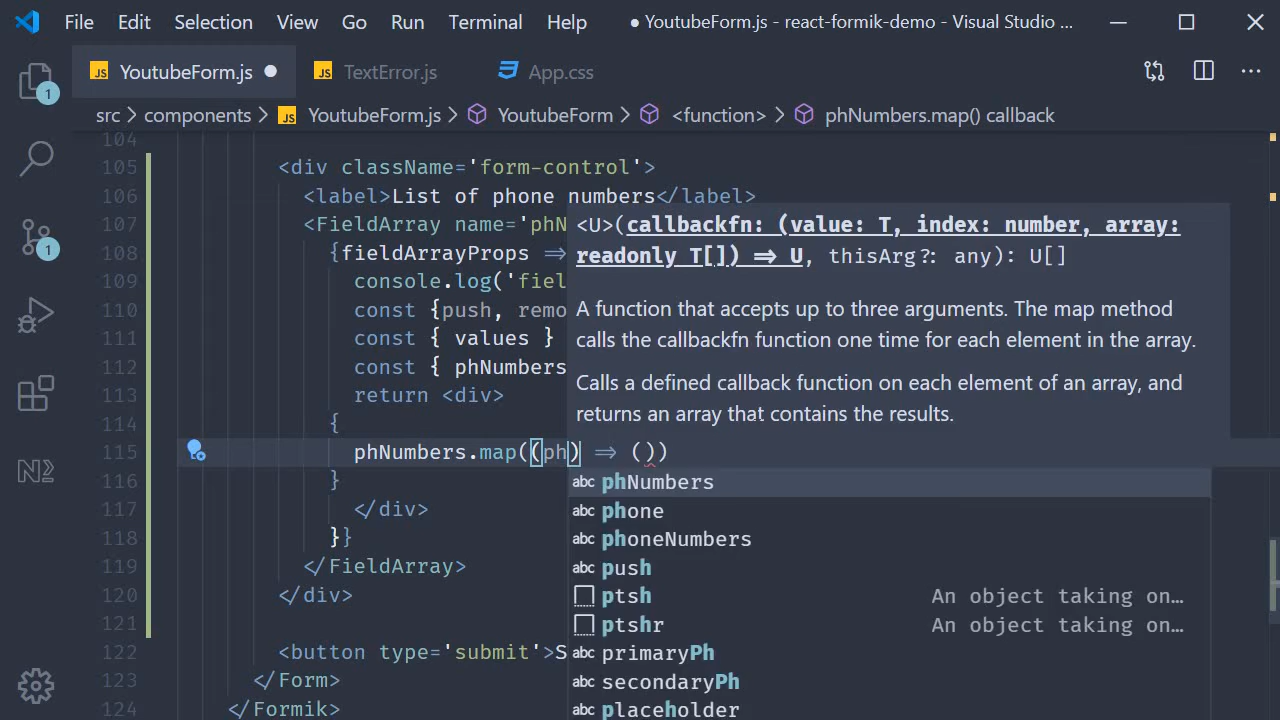 File Edit Selection View Go Run Terminal Help ● YoutubeForm.js - react-formik-demo - Visual Studio ...
JS YoutubeForm.js ● JS TextError.js App.css ...
src > components > JS YoutubeForm.js > YoutubeForm > <function> > phNumbers.map() callback
104
105 <div className='form-control'>
106 <label>List of phone numbers</label>
107 <FieldArray name='phN
108 {fieldArrayProps =>
109 console.log('fiel
110 const {push, remo
111 const { values }
112 const { phNumbers
113 return <div>
114 {
115 phNumbers.map((ph) => ())
116 }
117 </div>
118 }}
119 </FieldArray>
120 </div>
121
122 <button type='submit'>S
123 </Form>
124 </Formik>
<U>(callbackfn: (value: T, index: number, array:
readonly T[]) => U, thisArg?: any): U[]
A function that accepts up to three arguments. The map method
calls the callbackfn function one time for each element in the array.
Calls a defined callback function on each element of an array, and
returns an array that contains the results.
abc phNumbers
abc phone
abc phoneNumbers
abc push
ptsh An object taking on…
ptshr An object taking on…
abc primaryPh
abc secondaryPh
abc placeholder
1
1
N